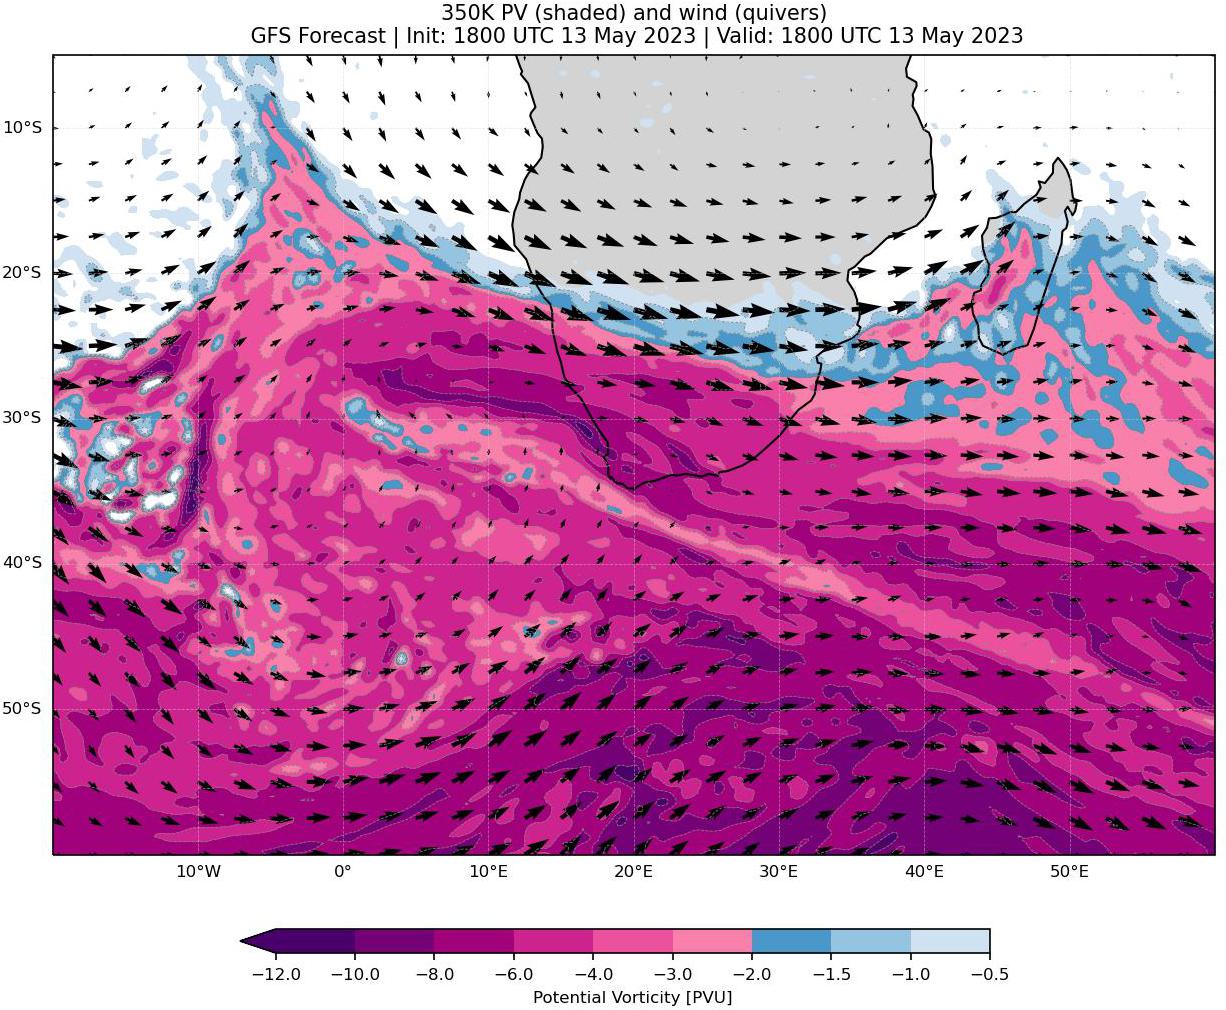 350K PV (shaded) and wind (quivers)
GFS Forecast | Init: 1800 UTC 13 May 2023 | Valid: 1800 UTC 13 May 2023
10°S
20°S
30°S
40°S
50°S
10°W 0° 10°E 20°E 30°E 40°E 50°E
−12.0 −10.0 −8.0 −6.0 −4.0 −3.0 −2.0 −1.5 −1.0 −0.5
Potential Vorticity [PVU]